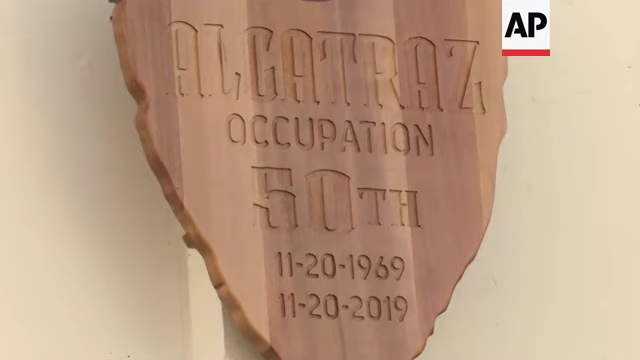 AP
ALCATRAZ
OCCUPATION
50TH
11-20-1969
11-20-2019